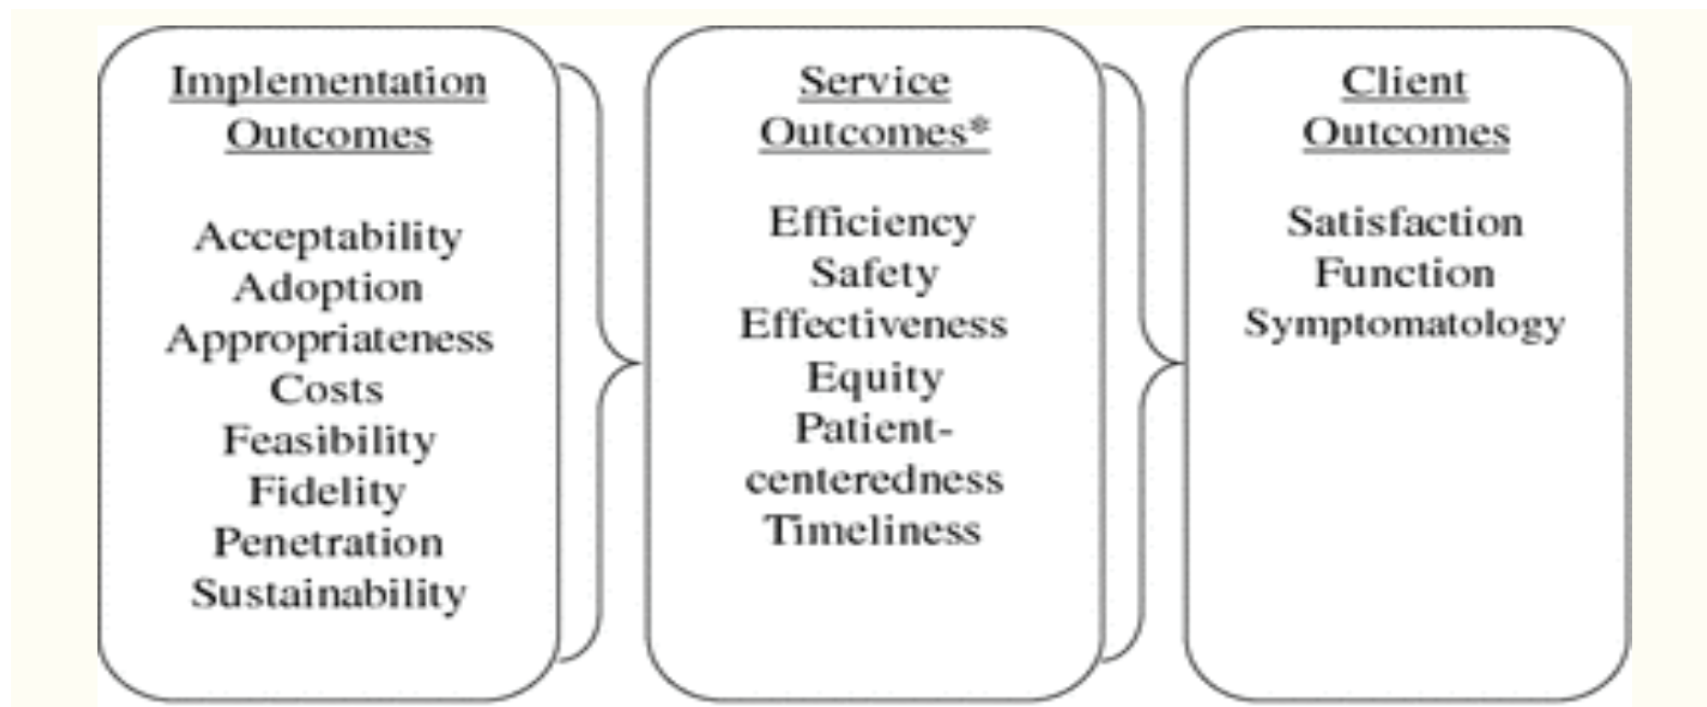 Implementation
Outcomes
Acceptability
Adoption
Appropriateness
Costs
Feasibility
Fidelity
Penetration
Sustainability
Service
Outcomes*
Efficiency
Safety
Effectiveness
Equity
Patient-
centeredness
Timeliness
Client
Outcomes
Satisfaction
Function
Symptomatology